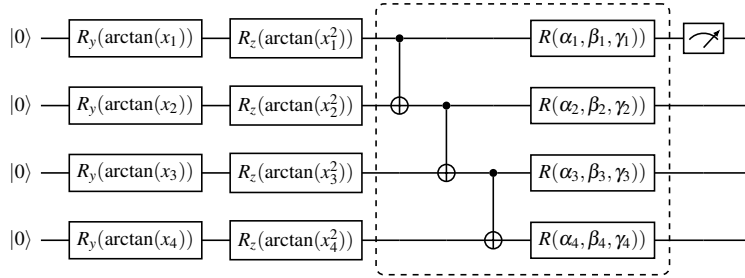 |0⟩ R_y(arctan(x_1)) R_z(arctan(x_1^2)) R(α_1, β_1, γ_1)
|0⟩ R_y(arctan(x_2)) R_z(arctan(x_2^2)) R(α_2, β_2, γ_2)
|0⟩ R_y(arctan(x_3)) R_z(arctan(x_3^2)) R(α_3, β_3, γ_3)
|0⟩ R_y(arctan(x_4)) R_z(arctan(x_4^2)) R(α_4, β_4, γ_4)